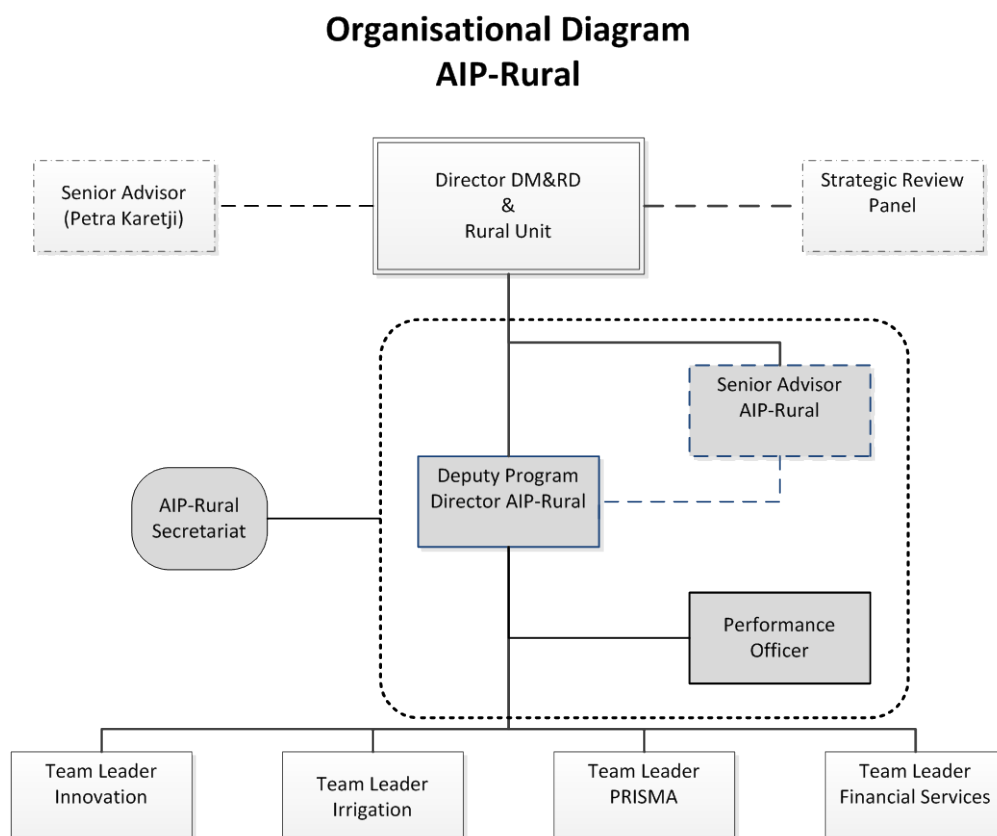 Organisational Diagram
AIP-Rural
Senior Advisor
(Petra Karetji)
Director DM&RD
&
Rural Unit
Strategic Review
Panel
Senior Advisor
AIP-Rural
Deputy Program
Director AIP-Rural
AIP-Rural
Secretariat
Performance
Officer
Team Leader
Innovation
Team Leader
Irrigation
Team Leader
PRISMA
Team Leader
Financial Services